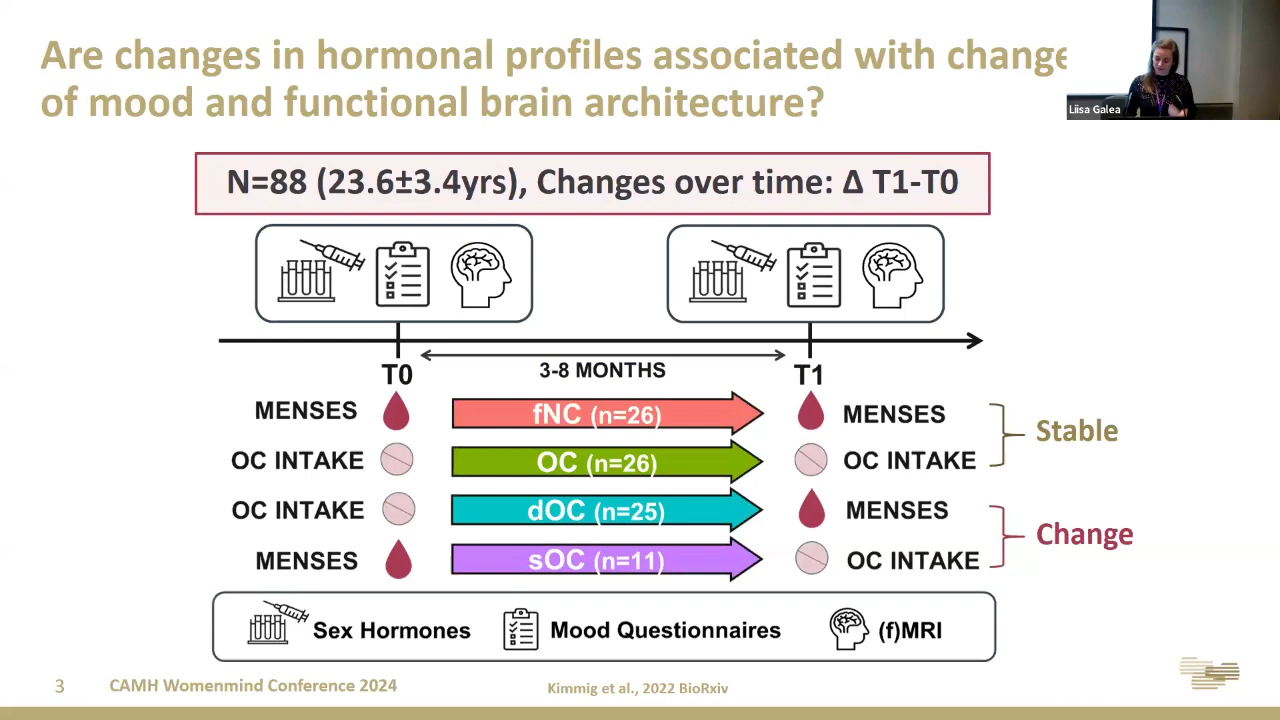 Are changes in hormonal profiles associated with change
of mood and functional brain architecture?
Liisa Galea
N=88 (23.6±3.4yrs), Changes over time: Δ T1-T0
T0
3-8 MONTHS
T1
MENSES
fNC (n=26)
MENSES
OC INTAKE
OC (n=26)
OC INTAKE
Stable
OC INTAKE
dOC (n=25)
MENSES
MENSES
sOC (n=11)
OC INTAKE
Change
Sex Hormones
Mood Questionnaires
(f)MRI
3
CAMH Womenmind Conference 2024
Kimmig et al., 2022 BioRxiv